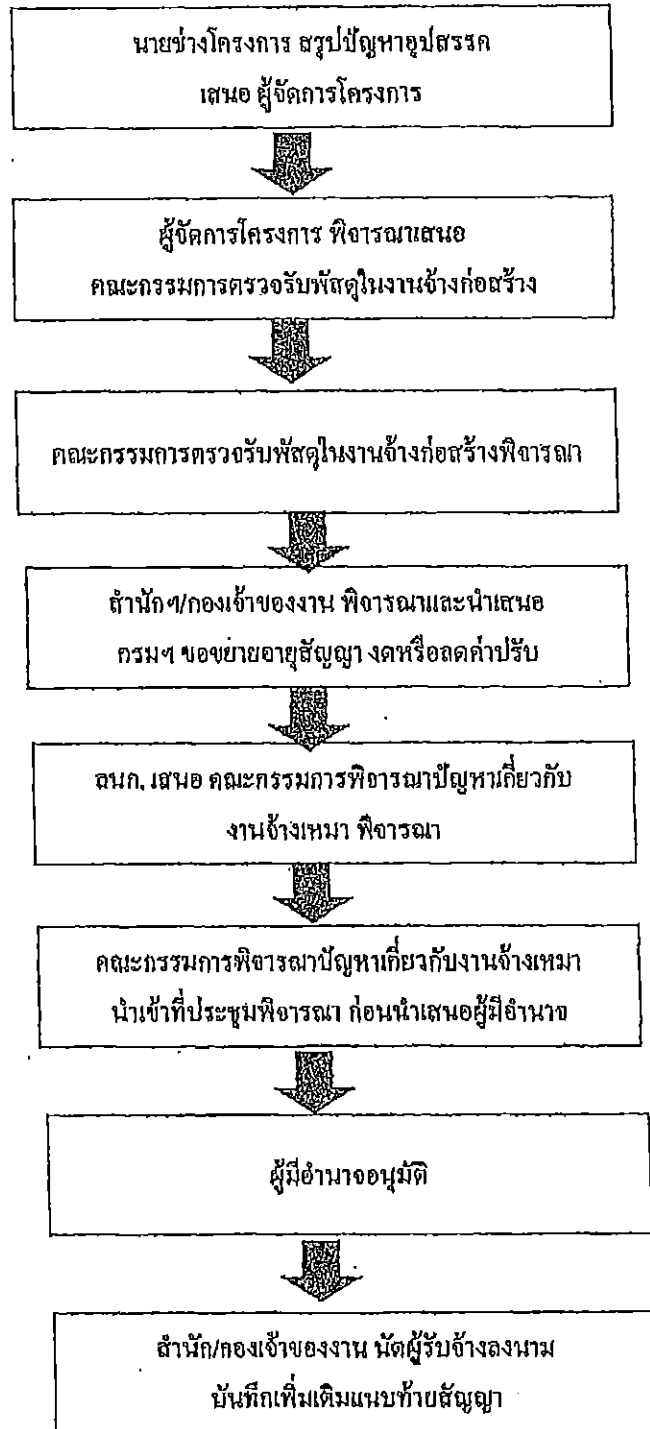 นายช่างโครงการ สรุปปัญหาอุปสรรค
เสนอ ผู้จัดการโครงการ
ผู้จัดการโครงการ พิจารณาเสนอ
คณะกรรมการตรวจรับพัสดุในงานจ้างก่อสร้าง
คณะกรรมการตรวจรับพัสดุในงานจ้างก่อสร้างพิจารณา
สำนักฯ/กองเจ้าของงาน พิจารณาและนำเสนอ
กรมฯ ขอขยายอายุสัญญา งดหรือลดค่าปรับ
ลนก. เสนอ คณะกรรมการพิจารณาปัญหาเกี่ยวกับ
งานจ้างเหมา พิจารณา
คณะกรรมการพิจารณาปัญหาเกี่ยวกับงานจ้างเหมา
นำเข้าที่ประชุมพิจารณา ก่อนนำเสนอผู้มีอำนาจ
ผู้มีอำนาจอนุมัติ
สำนัก/กองเจ้าของงาน นัดผู้รับจ้างลงนาม
บันทึกเพิ่มเติมแนบท้ายสัญญา